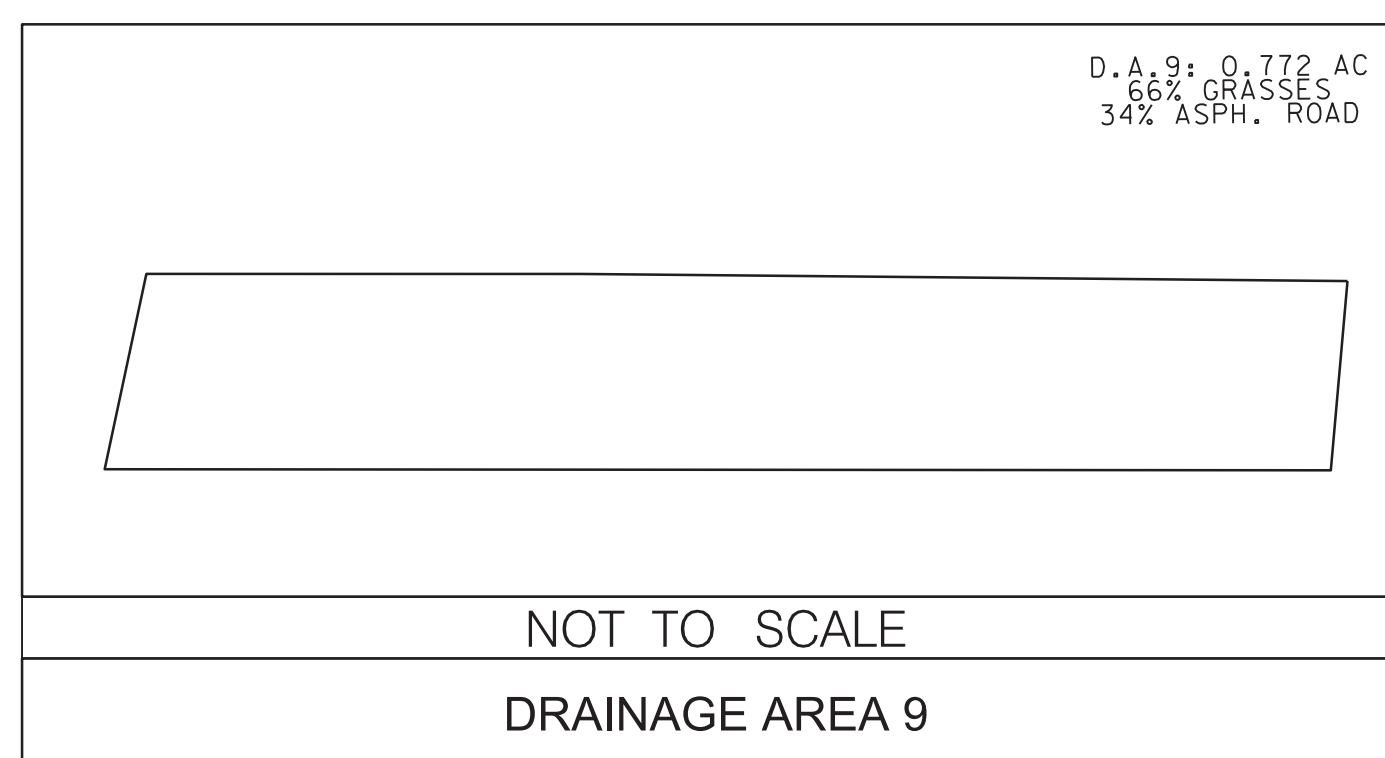 D.A.9: 0.772 AC
66% GRASSES
34% ASPH. ROAD
NOT TO SCALE
DRAINAGE AREA 9